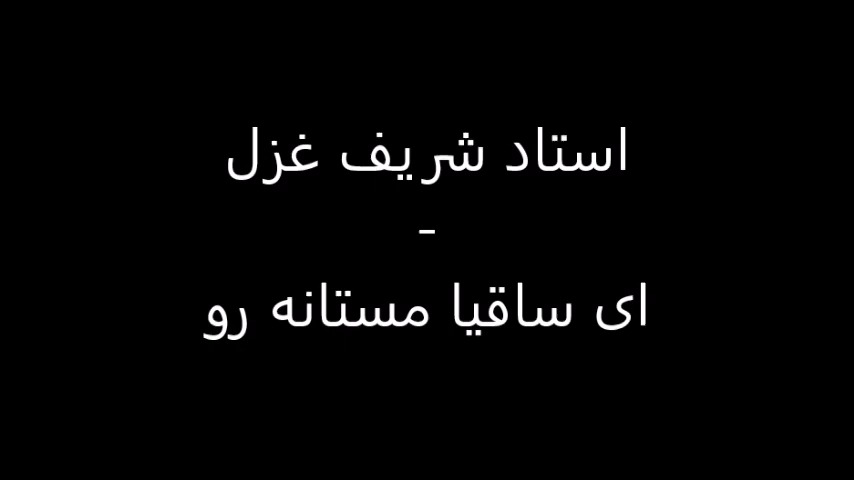 استاد شریف غزل
-
ای ساقیا مستانه رو